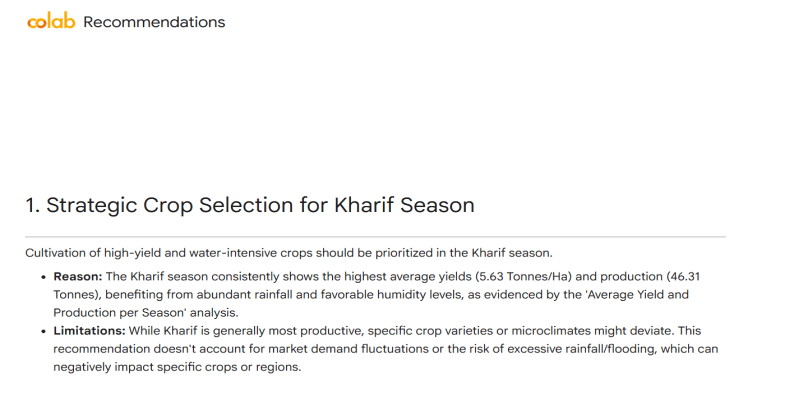 colab Recommendations
1. Strategic Crop Selection for Kharif Season
Cultivation of high-yield and water-intensive crops should be prioritized in the Kharif season.
• Reason: The Kharif season consistently shows the highest average yields (5.63 Tonnes/Ha) and production (46.31
Tonnes), benefiting from abundant rainfall and favorable humidity levels, as evidenced by the 'Average Yield and
Production per Season' analysis.
• Limitations: While Kharif is generally most productive, specific crop varieties or microclimates might deviate. This
recommendation doesn't account for market demand fluctuations or the risk of excessive rainfall/flooding, which can
negatively impact specific crops or regions.